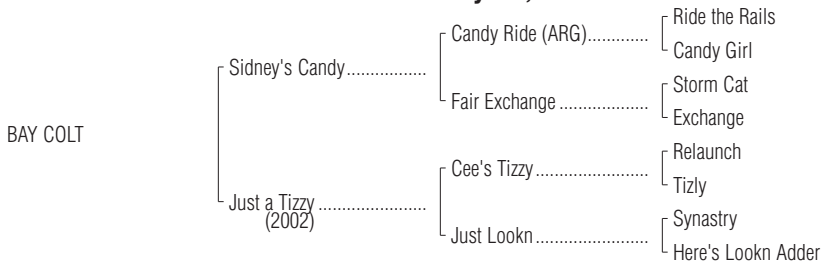 Ride the Rails
Candy Ride (ARG).............
Candy Girl
Sidney's Candy.................
Storm Cat
Fair Exchange ...................
Exchange
BAY COLT
Relaunch
Cee's Tizzy ........................
Tizly
Just a Tizzy .......................
(2002)
Synastry
Just Lookn ........................
Here's Lookn Adder